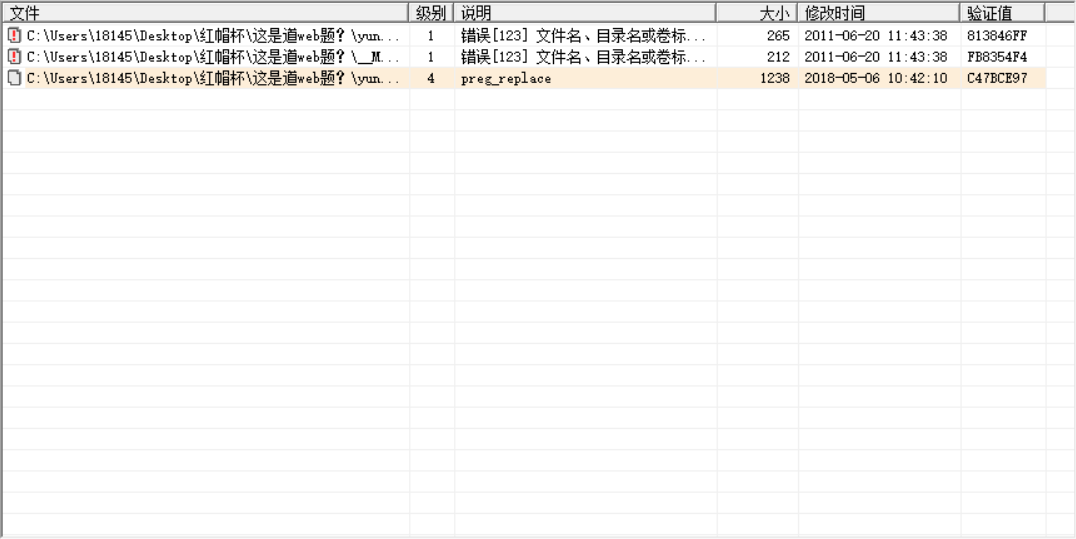 文件 级别 说明 大小 修改时间 验证值
C:\Users\18145\Desktop\红帽杯\这是道web题?\yun... 1 错误[123] 文件名、目录名或卷标... 265 2011-06-20 11:43:38 813846FF
C:\Users\18145\Desktop\红帽杯\这是道web题?\__M... 1 错误[123] 文件名、目录名或卷标... 212 2011-06-20 11:43:38 FB8354F4
C:\Users\18145\Desktop\红帽杯\这是道web题?\yun... 4 preg_replace 1238 2018-05-06 10:42:10 C47BCE97